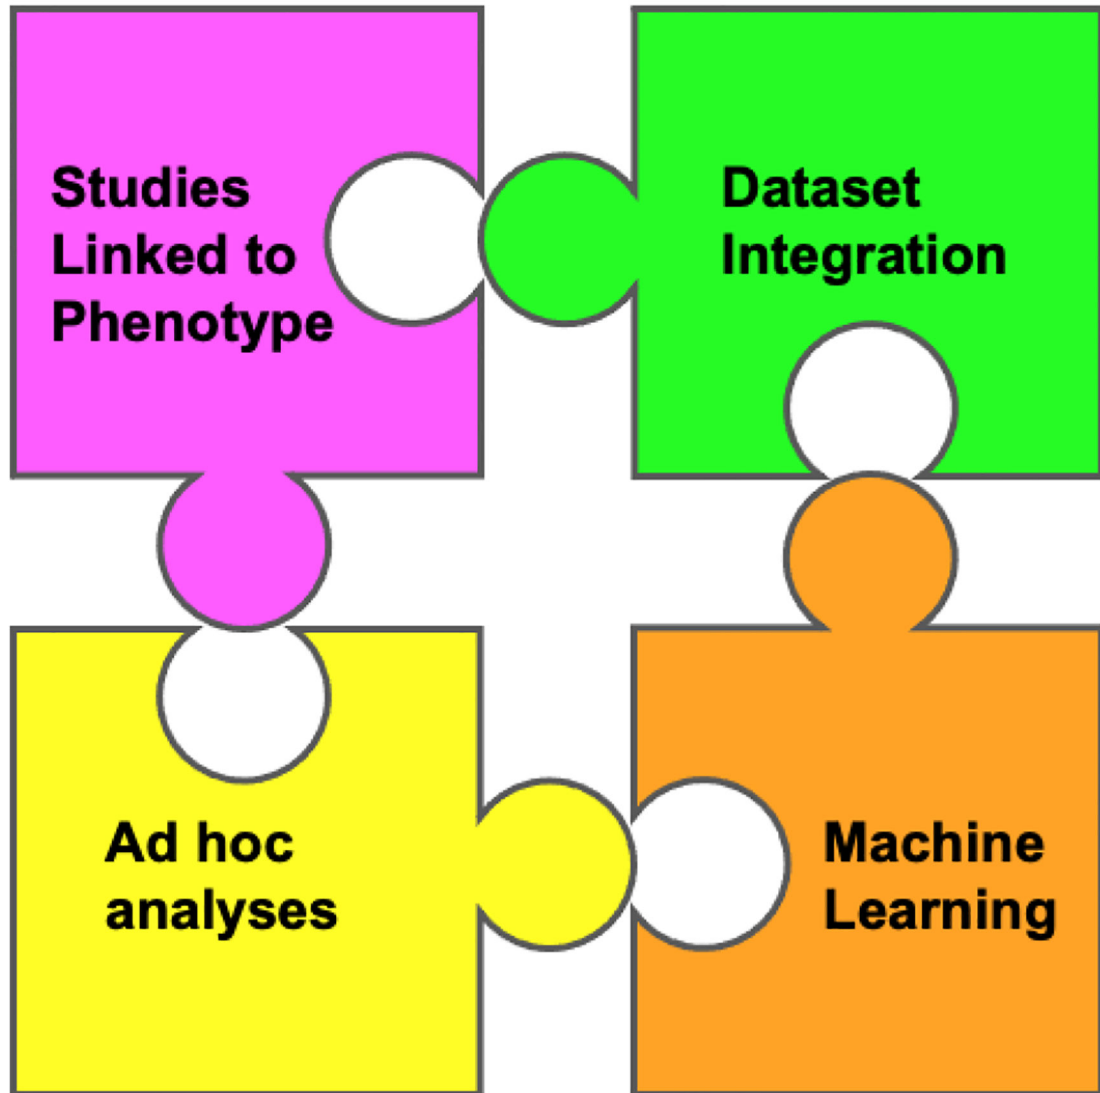 Studies
Linked to
Phenotype
Dataset
Integration
Ad hoc
analyses
Machine
Learning